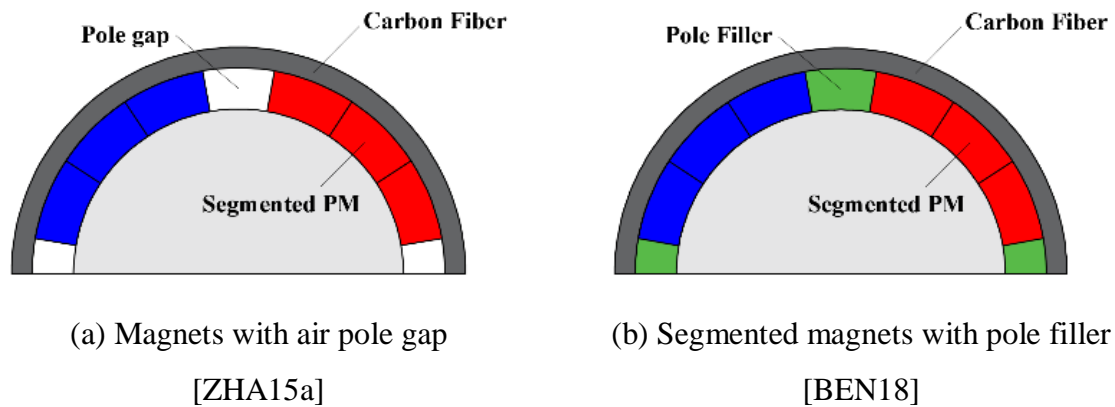 Pole gap
Carbon Fiber
Segmented PM
Pole Filler
Carbon Fiber
Segmented PM
(a) Magnets with air pole gap
[ZHA15a]
(b) Segmented magnets with pole filler
[BEN18]